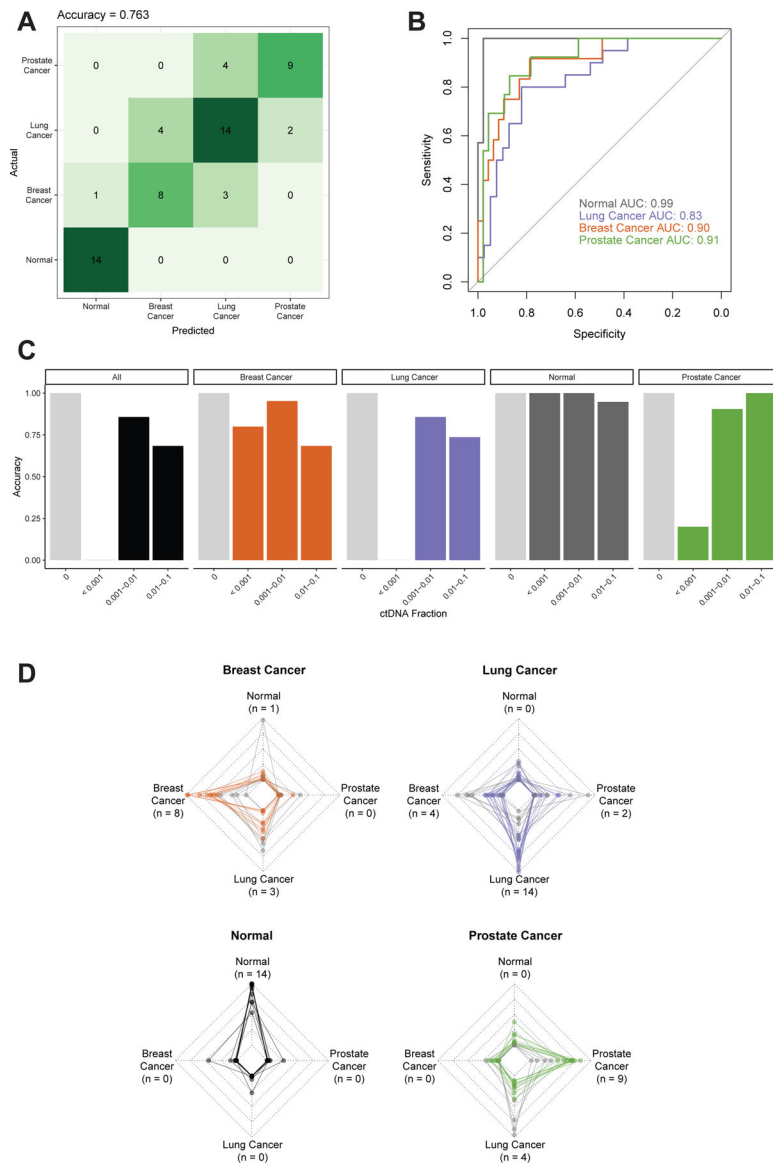 A
Accuracy = 0.763
Actual
Prostate
Cancer
0 0 4 9
Lung
Cancer
0 4 14 2
Breast
Cancer
1 8 3 0
Normal
14 0 0 0
Normal Breast Cancer Lung Cancer Prostate Cancer
Predicted
B
Sensitivity
1.0
0.8
0.6
0.4
0.2
0.0
Normal AUC: 0.99
Lung Cancer AUC: 0.83
Breast Cancer AUC: 0.90
Prostate Cancer AUC: 0.91
1.0 0.8 0.6 0.4 0.2 0.0
Specificity
C
All Breast Cancer Lung Cancer Normal Prostate Cancer
Accuracy
1.00
0.75
0.50
0.25
0.00
0 < 0.001 0.001−0.01 0.01−0.1 0 < 0.001 0.001−0.01 0.01−0.1 0 < 0.001 0.001−0.01 0.01−0.1 0 < 0.001 0.001−0.01 0.01−0.1 0 < 0.001 0.001−0.01 0.01−0.1
ctDNA Fraction
D
Breast Cancer
Normal
(n = 1)
Breast
Cancer
(n = 8)
Prostate
Cancer
(n = 0)
Lung Cancer
(n = 3)
Lung Cancer
Normal
(n = 0)
Breast
Cancer
(n = 4)
Prostate
Cancer
(n = 2)
Lung Cancer
(n = 14)
Normal
Normal
(n = 14)
Breast
Cancer
(n = 0)
Prostate
Cancer
(n = 0)
Lung Cancer
(n = 0)
Prostate Cancer
Normal
(n = 0)
Breast
Cancer
(n = 0)
Prostate
Cancer
(n = 9)
Lung Cancer
(n = 4)